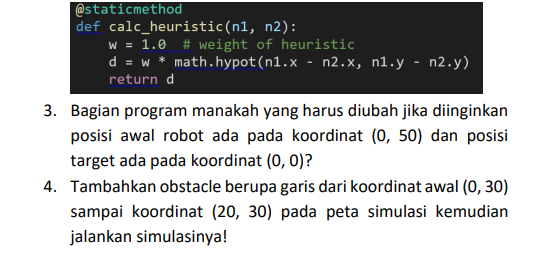 @staticmethod
def calc_heuristic(n1, n2):
w = 1.0 # weight of heuristic
d = w * math.hypot(n1.x - n2.x, n1.y - n2.y)
return d
3. Bagian program manakah yang harus diubah jika diinginkan
posisi awal robot ada pada koordinat (0, 50) dan posisi
target ada pada koordinat (0, 0)?
4. Tambahkan obstacle berupa garis dari koordinat awal (0, 30)
sampai koordinat (20, 30) pada peta simulasi kemudian
jalankan simulasinya!